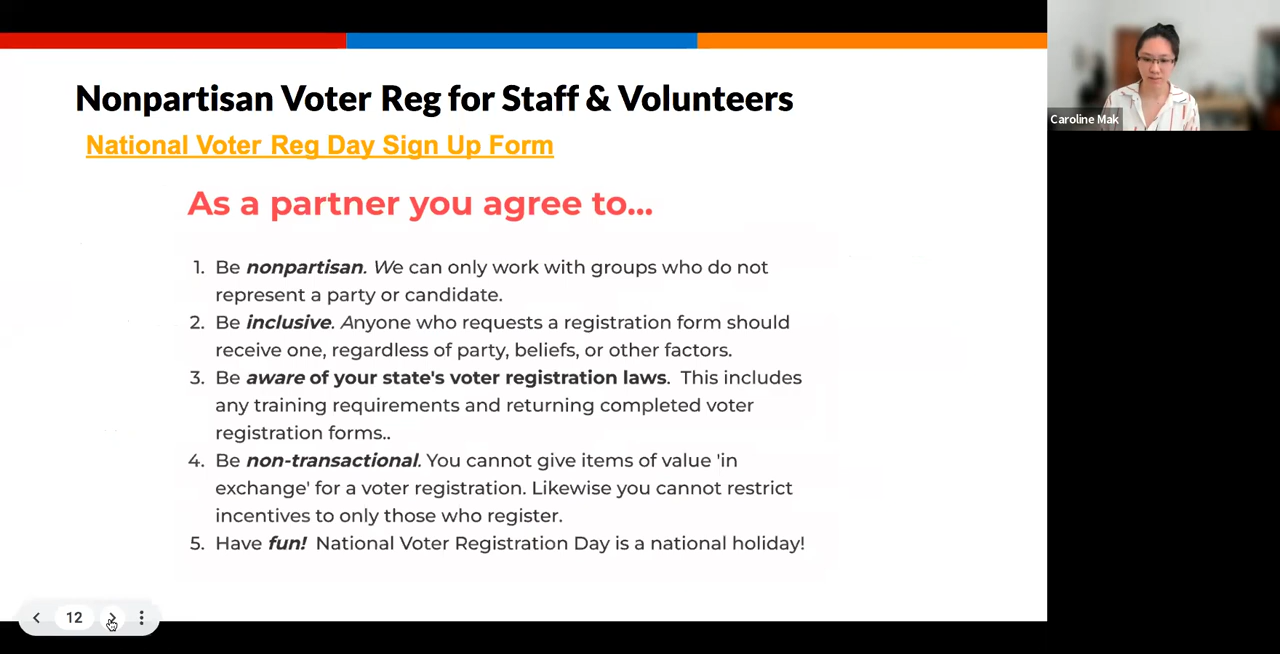 Nonpartisan Voter Reg for Staff & Volunteers
National Voter Reg Day Sign Up Form
As a partner you agree to...
1. Be nonpartisan. We can only work with groups who do not
represent a party or candidate.
2. Be inclusive. Anyone who requests a registration form should
receive one, regardless of party, beliefs, or other factors.
3. Be aware of your state's voter registration laws. This includes
any training requirements and returning completed voter
registration forms..
4. Be non-transactional. You cannot give items of value 'in
exchange' for a voter registration. Likewise you cannot restrict
incentives to only those who register.
5. Have fun! National Voter Registration Day is a national holiday!
12
Caroline Mak